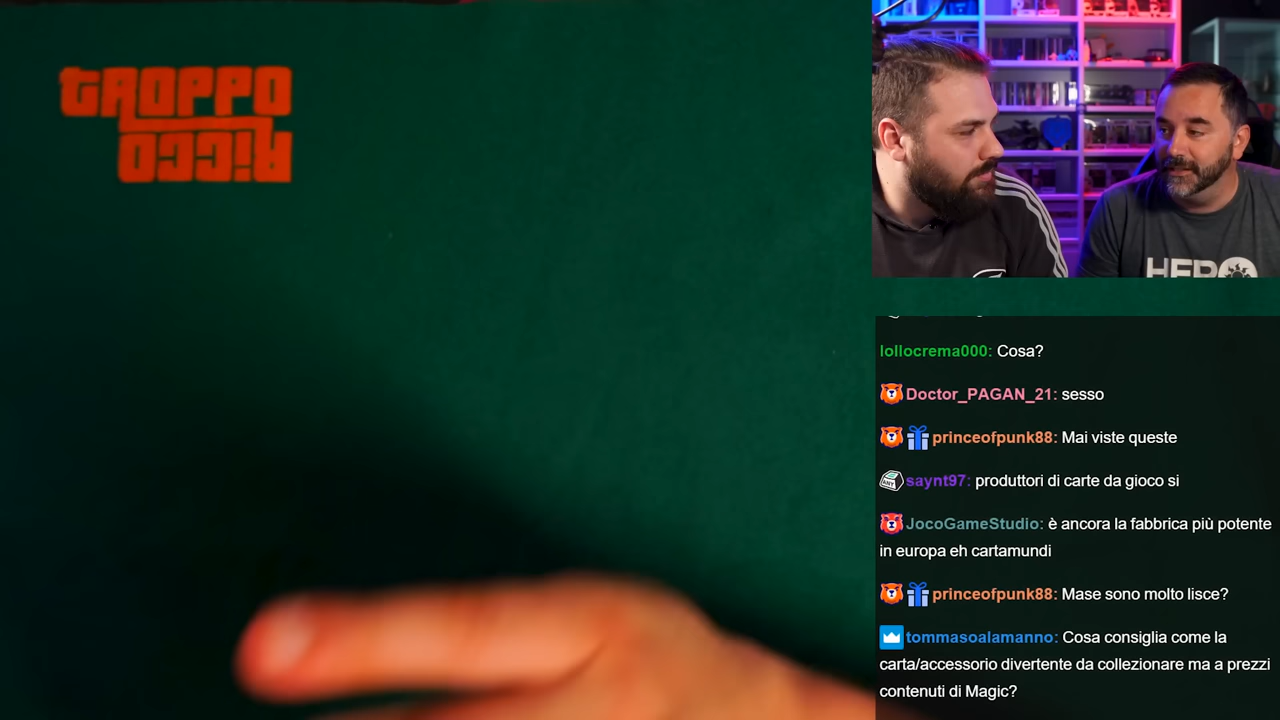 TROPPO
RICCO
HERO
lollocrema000: Cosa?
Doctor_PAGAN_21: sesso
princeofpunk88: Mai viste queste
saynt97: produttori di carte da gioco si
JocoGameStudio: è ancora la fabbrica più potente
in europa eh cartamundi
princeofpunk88: Mase sono molto lisce?
tommasoalamanno: Cosa consiglia come la
carta/accessorio divertente da collezionare ma a prezzi
contenuti di Magic?